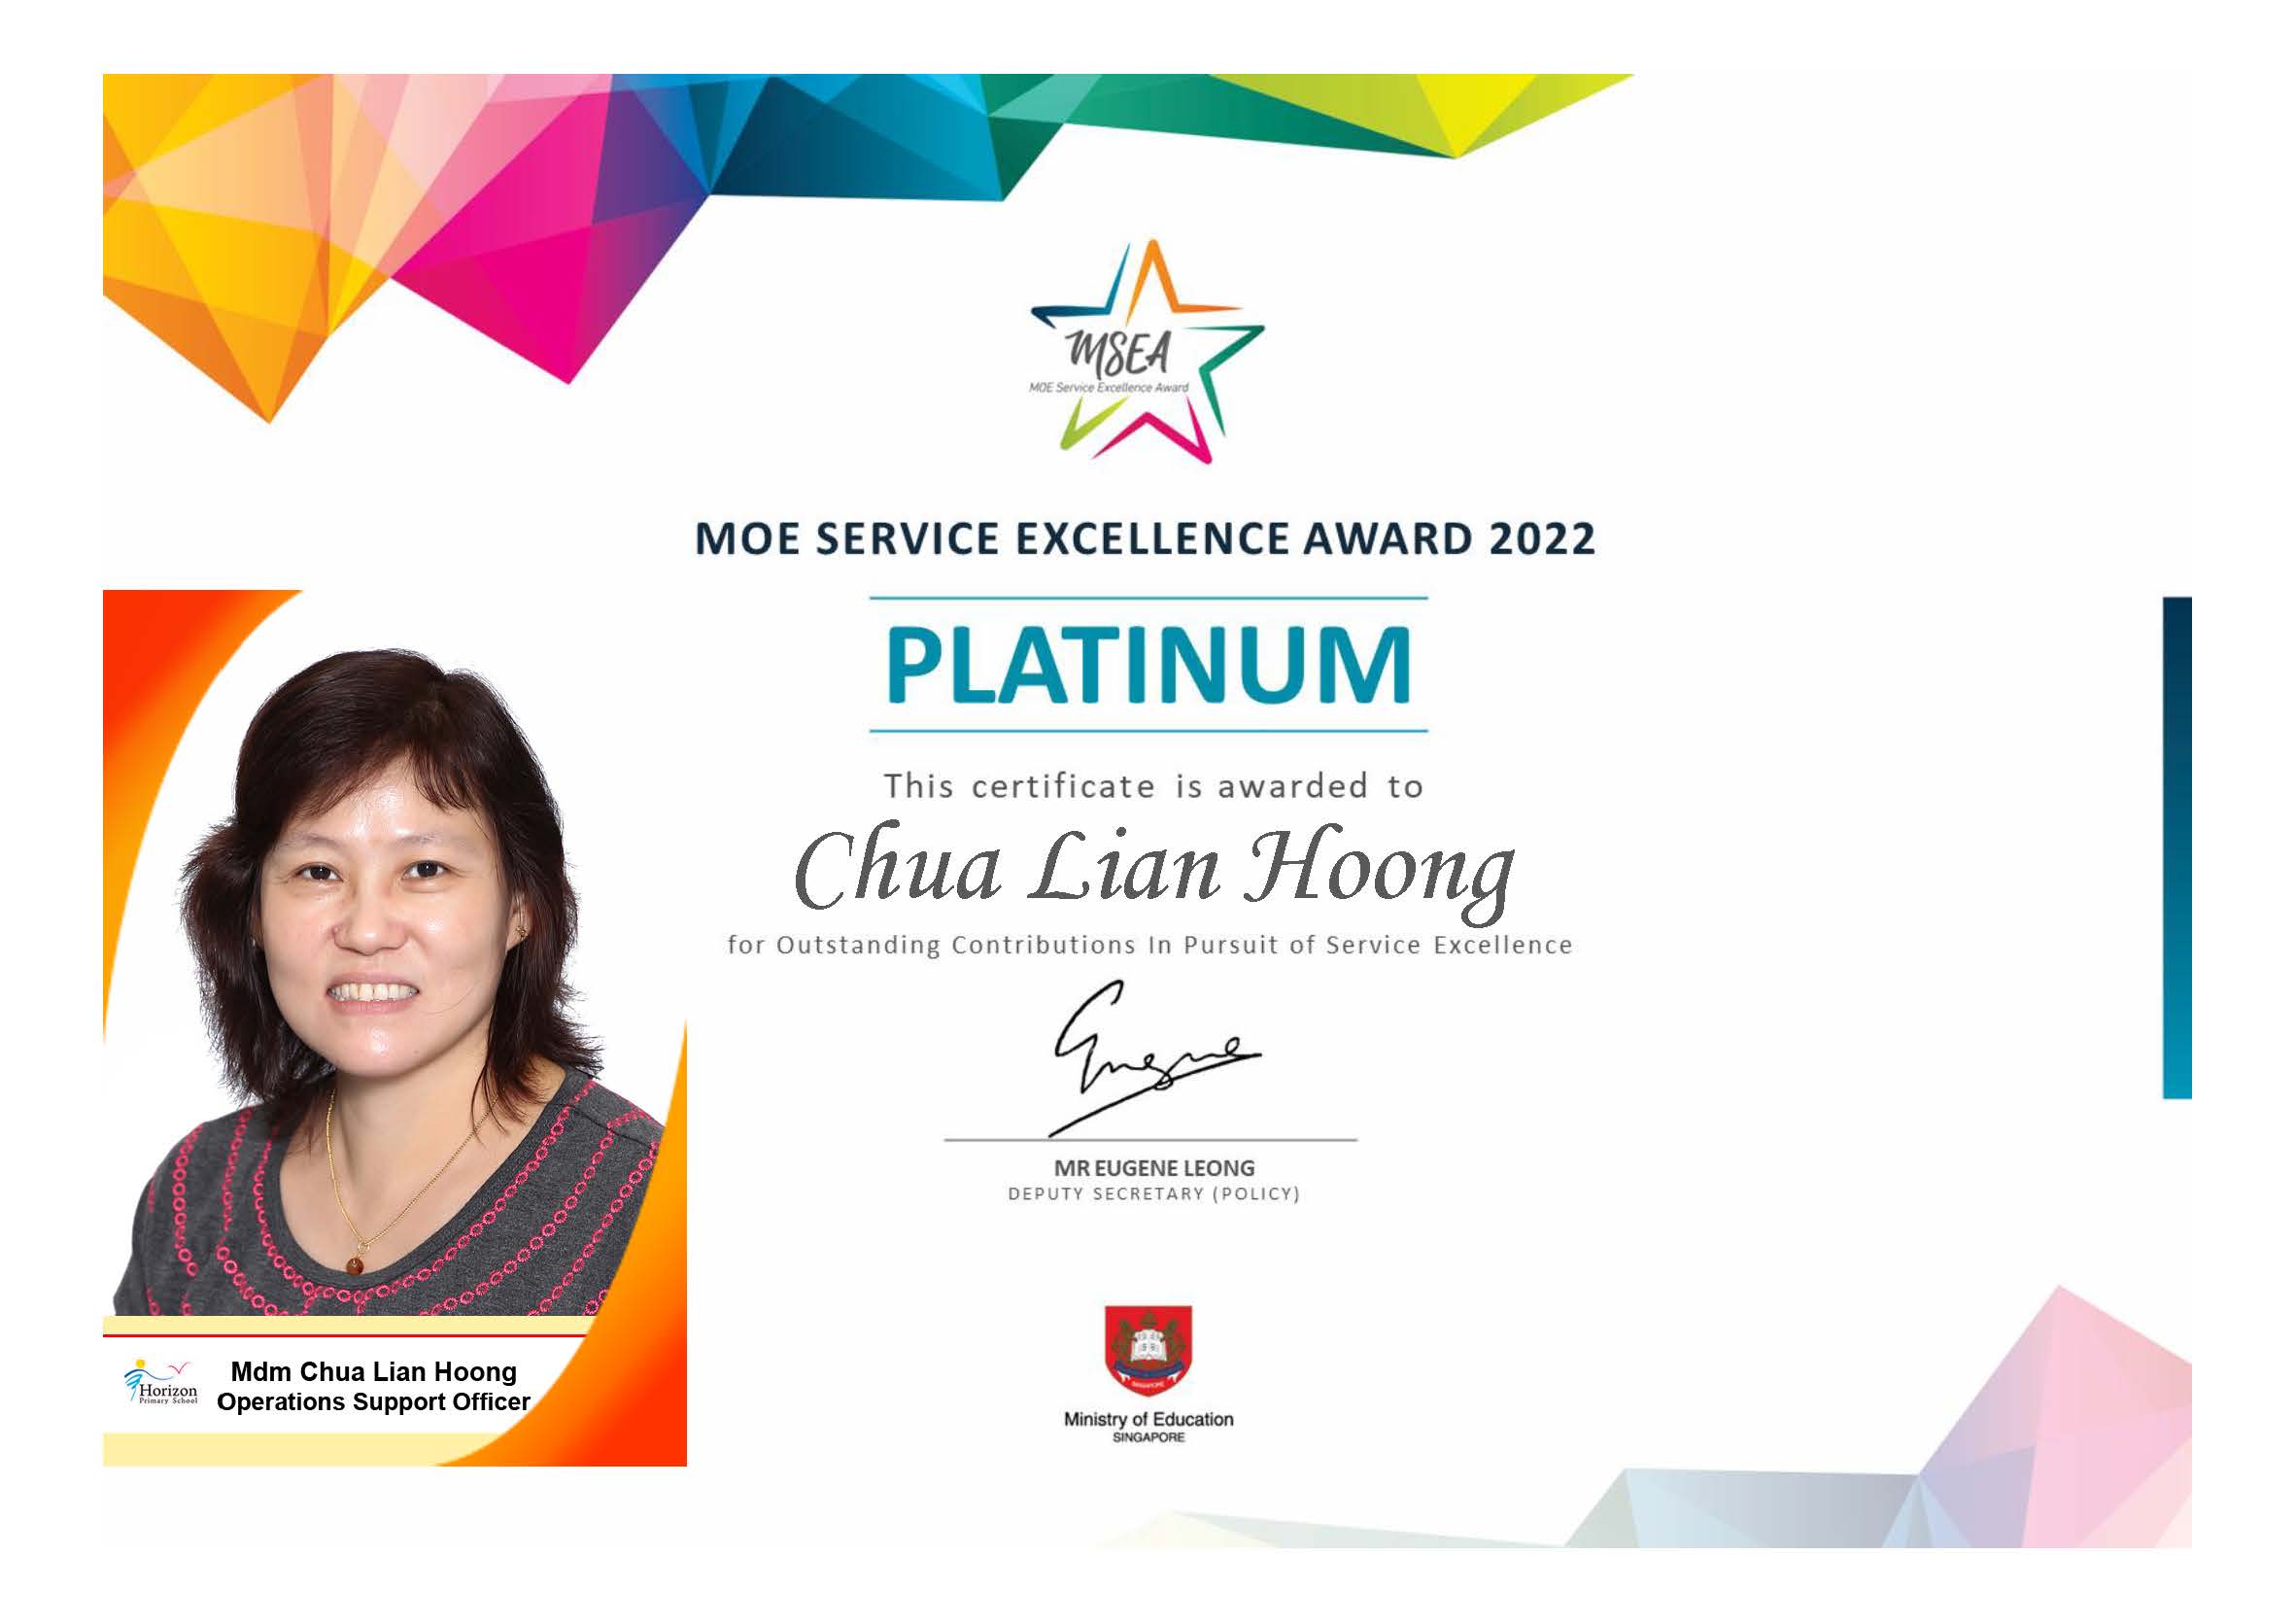 MSEA
MOE Service Excellence Award
MOE SERVICE EXCELLENCE AWARD 2022
PLATINUM
This certificate is awarded to
Chua Lian Hoong
for Outstanding Contributions In Pursuit of Service Excellence
Eugene
MR EUGENE LEONG
DEPUTY SECRETARY (POLICY)
Horizon
Primary School
Mdm Chua Lian Hoong
Operations Support Officer
Ministry of Education
SINGAPORE